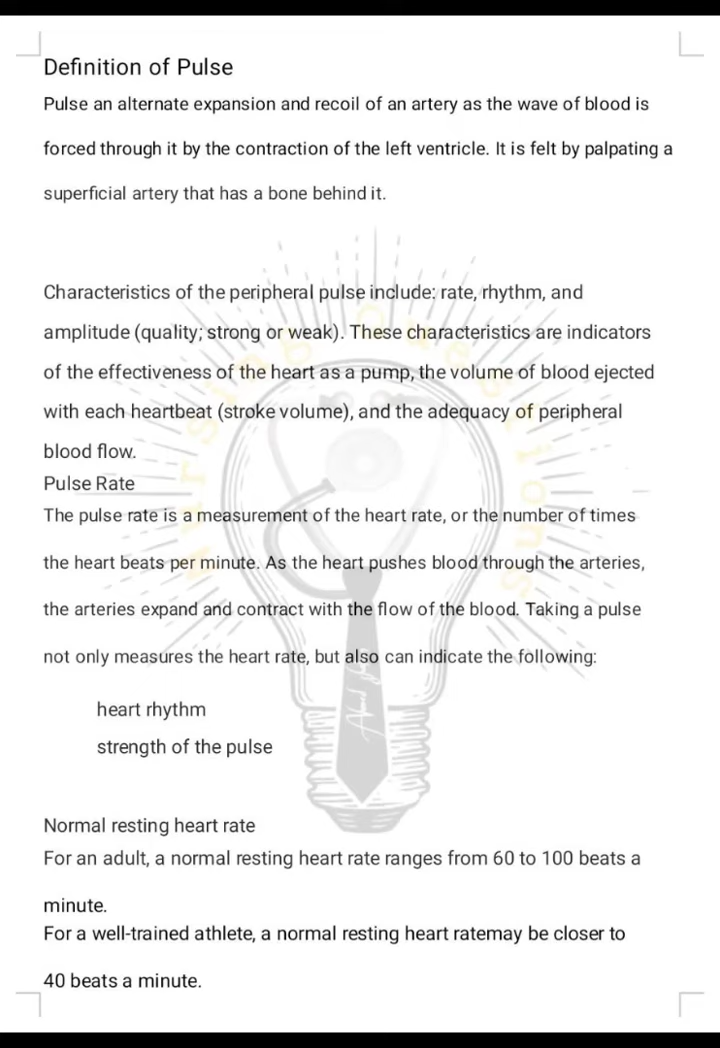 Definition of Pulse
Pulse an alternate expansion and recoil of an artery as the wave of blood is
forced through it by the contraction of the left ventricle. It is felt by palpating a
superficial artery that has a bone behind it.
Characteristics of the peripheral pulse include: rate, rhythm, and
amplitude (quality; strong or weak). These characteristics are indicators
of the effectiveness of the heart as a pump, the volume of blood ejected
with each heartbeat (stroke volume), and the adequacy of peripheral
blood flow.
Pulse Rate
The pulse rate is a measurement of the heart rate, or the number of times
the heart beats per minute. As the heart pushes blood through the arteries,
the arteries expand and contract with the flow of the blood. Taking a pulse
not only measures the heart rate, but also can indicate the following:
heart rhythm
strength of the pulse
Normal resting heart rate
For an adult, a normal resting heart rate ranges from 60 to 100 beats a
minute.
For a well-trained athlete, a normal resting heart ratemay be closer to
40 beats a minute.